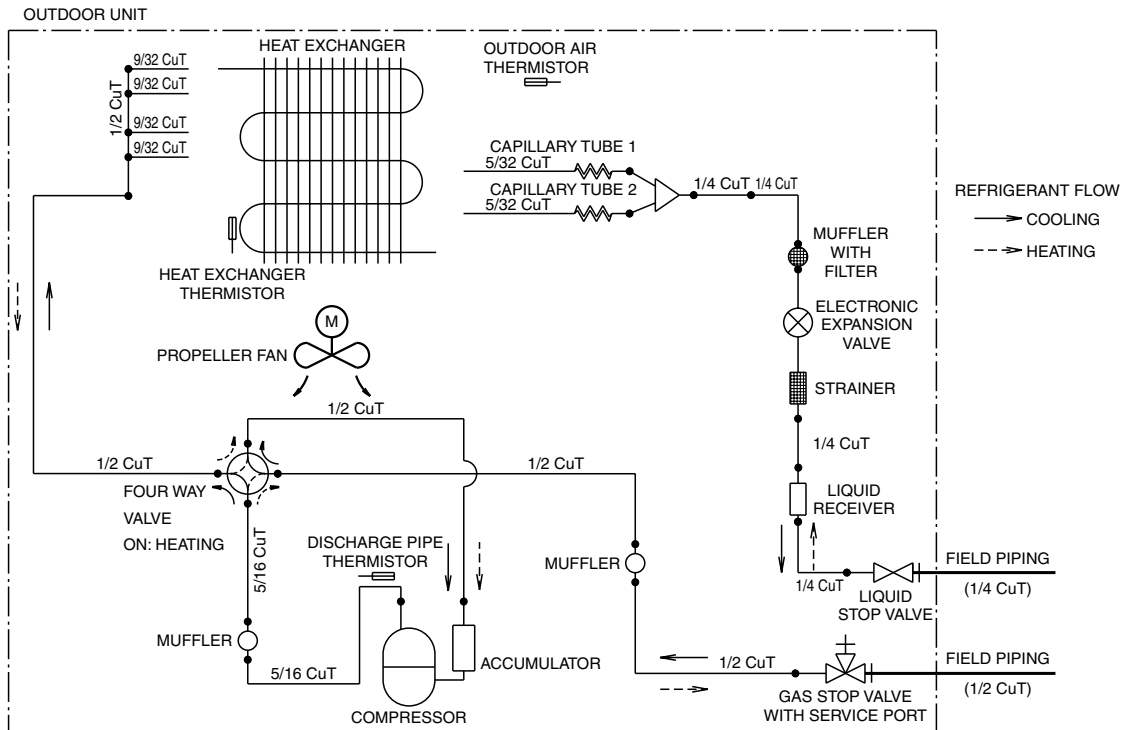 OUTDOOR UNIT
HEAT EXCHANGER
OUTDOOR AIR
THERMISTOR
9/32 CuT
9/32 CuT
9/32 CuT
9/32 CuT
1/2 CuT
CAPILLARY TUBE 1
5/32 CuT
CAPILLARY TUBE 2
5/32 CuT
1/4 CuT
1/4 CuT
REFRIGERANT FLOW
COOLING
HEATING
MUFFLER
WITH
FILTER
HEAT EXCHANGER
THERMISTOR
ELECTRONIC
EXPANSION
VALVE
M
PROPELLER FAN
STRAINER
1/2 CuT
1/4 CuT
1/2 CuT
1/2 CuT
FOUR WAY
VALVE
ON: HEATING
LIQUID
RECEIVER
5/16 CuT
DISCHARGE PIPE
THERMISTOR
MUFFLER
1/4 CuT
LIQUID
STOP VALVE
FIELD PIPING
(1/4 CuT)
MUFFLER
5/16 CuT
COMPRESSOR
ACCUMULATOR
1/2 CuT
GAS STOP VALVE
WITH SERVICE PORT
FIELD PIPING
(1/2 CuT)